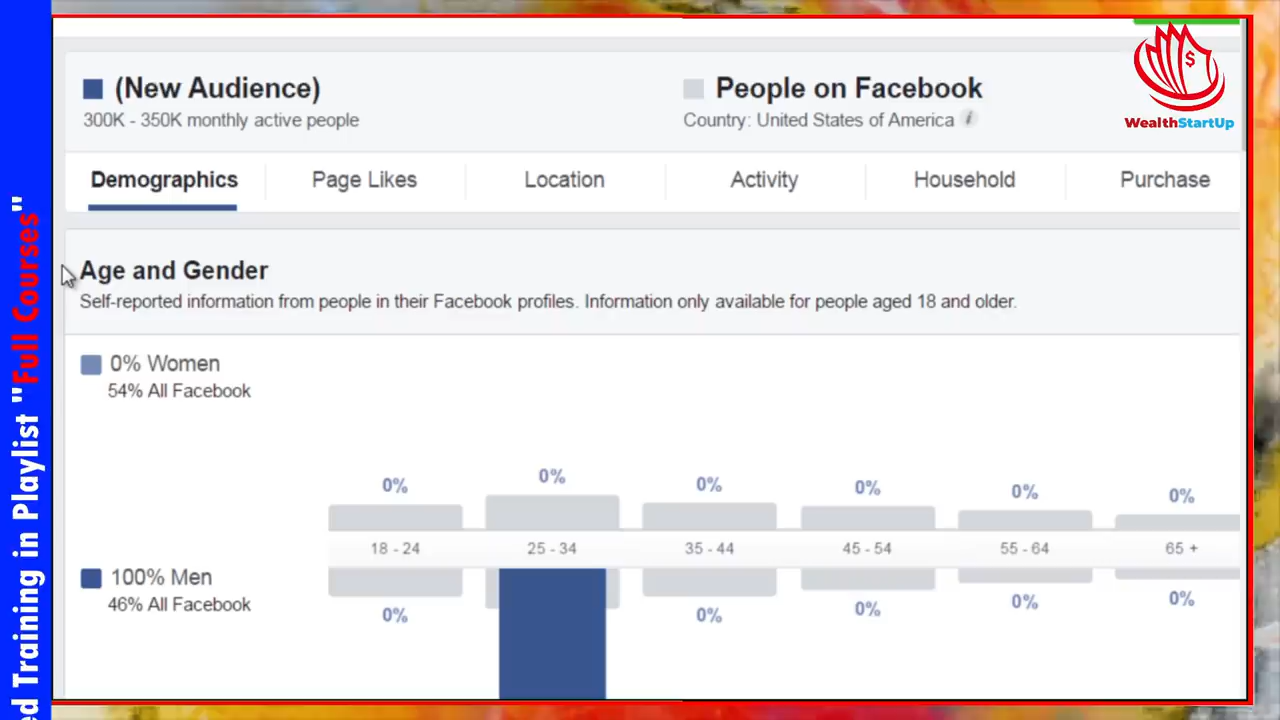 (New Audience)
300K - 350K monthly active people
People on Facebook
Country: United States of America i
$
WealthStartUp
Demographics
Page Likes
Location
Activity
Household
Purchase
Age and Gender
Self-reported information from people in their Facebook profiles. Information only available for people aged 18 and older.
0% Women
54% All Facebook
0% 0% 0% 0% 0% 0%
18 - 24 25 - 34 35 - 44 45 - 54 55 - 64 65 +
100% Men
46% All Facebook
0% 0% 0% 0% 0%
ed Training in Playlist "Full Courses"